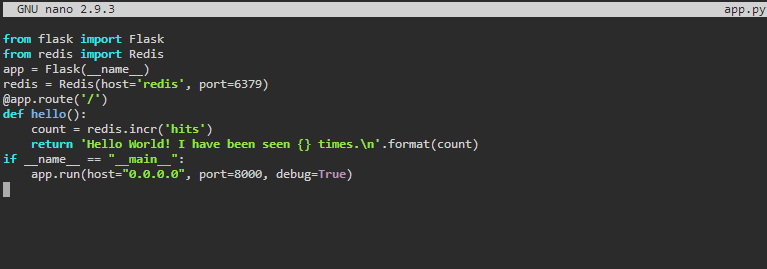 GNU nano 2.9.3 app.py
from flask import Flask
from redis import Redis
app = Flask(__name__)
redis = Redis(host='redis', port=6379)
@app.route('/')
def hello():
    count = redis.incr('hits')
    return 'Hello World! I have been seen {} times.\n'.format(count)
if __name__ == "__main__":
    app.run(host="0.0.0.0", port=8000, debug=True)